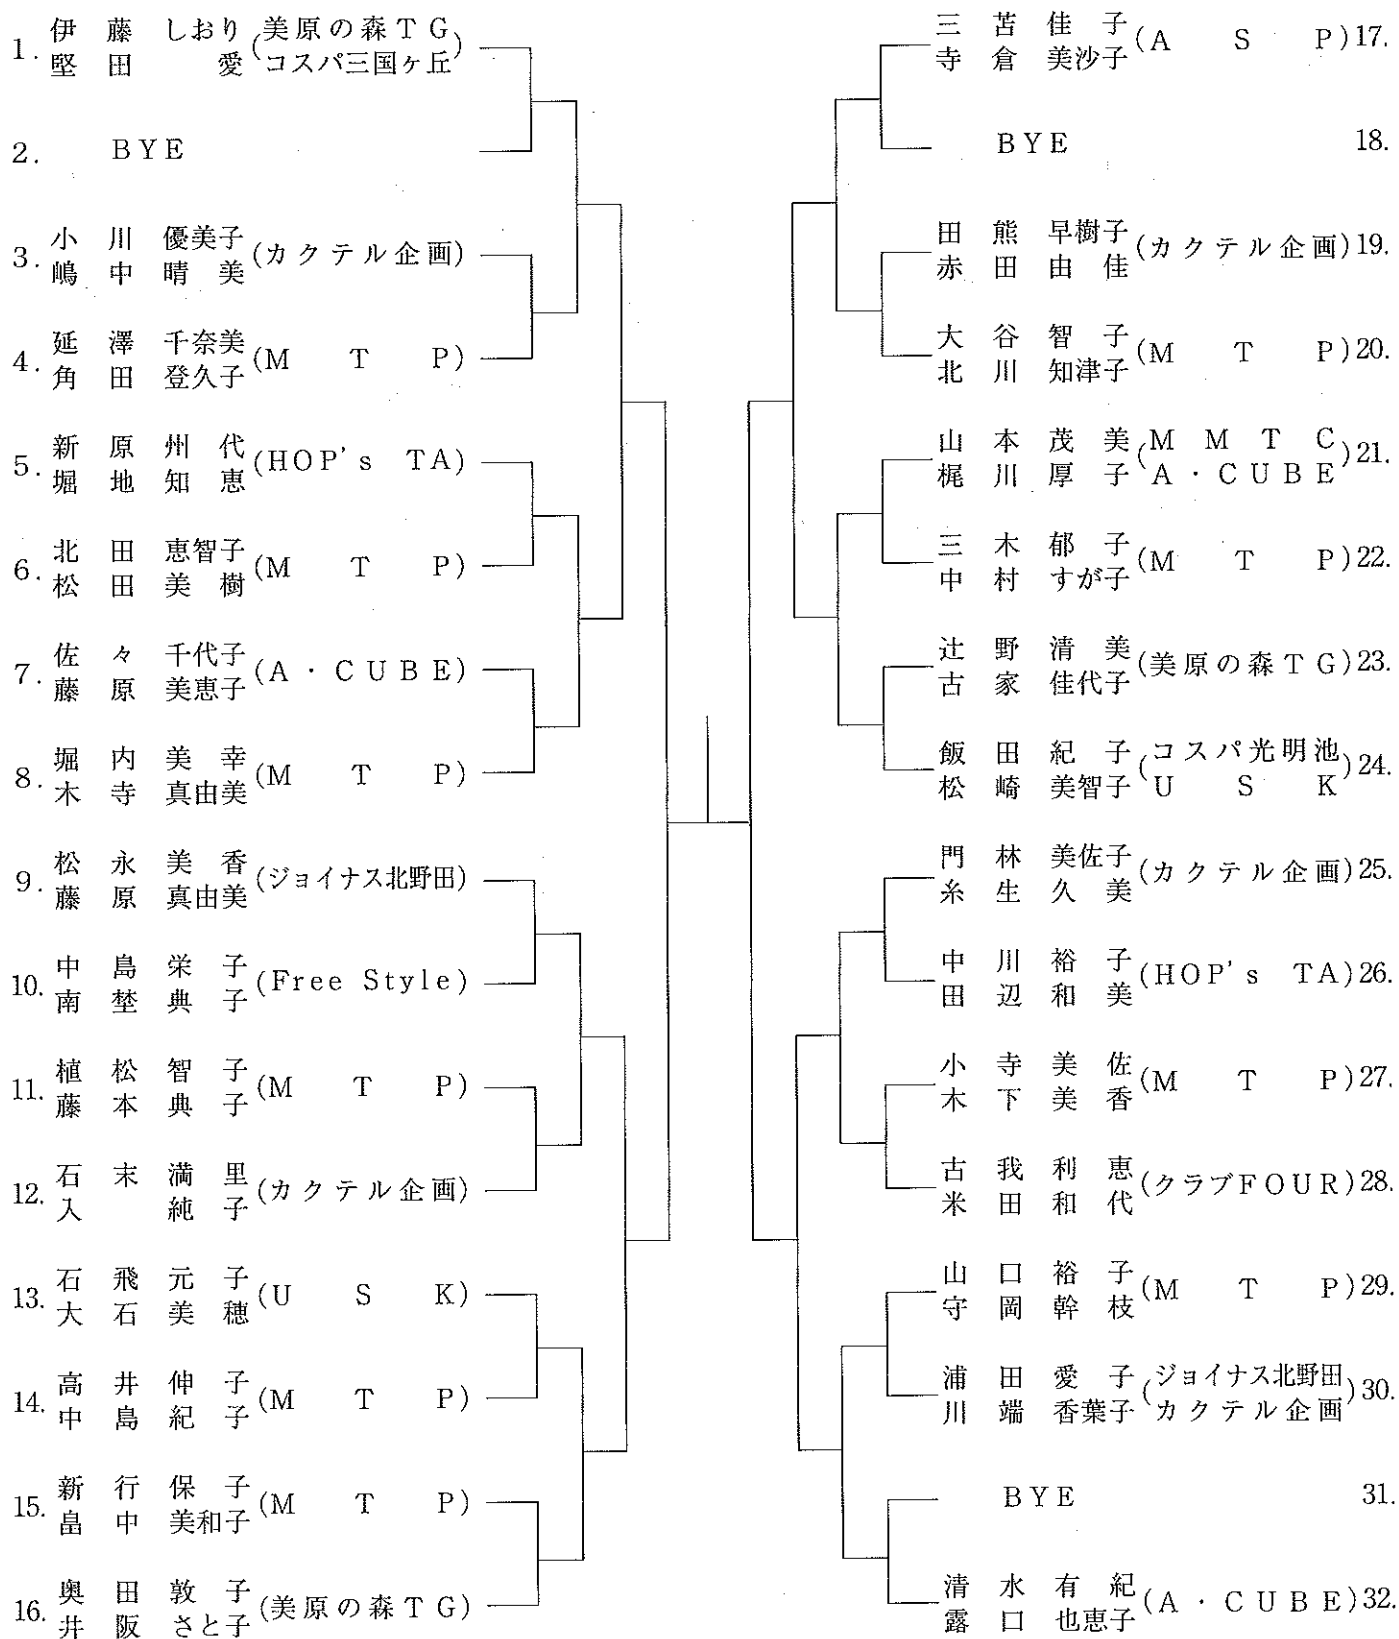 1. 伊藤 しおり (美原の森TG
堅田 愛 コスパ三国ヶ丘)
2. BYE
3. 小川 優美子 (カクテル企画)
嶋中 晴美
4. 延澤 千奈美 (MTP)
角田 登久子
5. 新原 州代 (HOP's TA)
堀地 知恵
6. 北田 恵智子 (MTP)
松田 美樹
7. 佐々 千代子 (A・CUBE)
藤原 美恵子
8. 堀内 美幸 (MTP)
木寺 真由美
9. 松永 美香 (ジョイナス北野田)
藤原 真由美
10. 中島 栄子 (Free Style)
南埜 典子
11. 植松 智子 (MTP)
藤本 典子
12. 石末 満里 (カクテル企画)
入 純子
13. 石飛 元子 (USK)
大石 美穂
14. 高井 伸子 (MTP)
中島 紀子
15. 新行 保子 (MTP)
畠中 美和子
16. 奥田 敦子 (美原の森TG)
井阪 さと子
三苫 佳子 (ASP) 17.
寺倉 美沙子
BYE 18.
田熊 早樹子 (カクテル企画) 19.
赤田 由佳
大谷 智子 (MTP) 20.
北川 知津子
山本 茂美 (MMTC
梶川 厚子 A・CUBE) 21.
三木 郁子 (MTP) 22.
中村 すが子
辻野 清美 (美原の森TG) 23.
古家 佳代子
飯田 紀子 (コスパ光明池
松崎 美智子 USK) 24.
門林 美佐子 (カクテル企画) 25.
糸生 久美
中川 裕子 (HOP's TA) 26.
田辺 和美
小寺 美佐 (MTP) 27.
木下 美香
古我 利恵 (クラブFOUR) 28.
米田 和代
山口 裕子 (MTP) 29.
守岡 幹枝
浦田 愛子 (ジョイナス北野田
川端 香葉子 カクテル企画) 30.
BYE 31.
清水 有紀 (A・CUBE) 32.
露口 也恵子